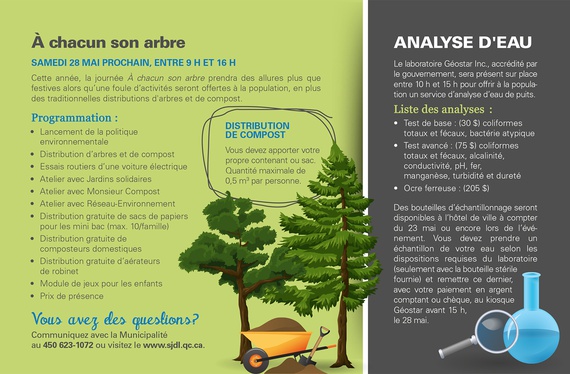 À chacun son arbre
SAMEDI 28 MAI PROCHAIN, ENTRE 9 H ET 16 H
Cette année, la journée À chacun son arbre prendra des allures plus que
festives alors qu'une foule d'activités seront offertes à la population, en plus
des traditionnelles distributions d'arbres et de compost.
Programmation :
• Lancement de la politique
environnementale
• Distribution d'arbres et de compost
• Essais routiers d'une voiture électrique
• Atelier avec Jardins solidaires
• Atelier avec Monsieur Compost
• Atelier avec Réseau-Environnement
• Distribution gratuite de sacs de papiers
pour les mini bac (max. 10/famille)
• Distribution gratuite de
composteurs domestiques
• Distribution gratuite d'aérateurs
de robinet
• Module de jeux pour les enfants
• Prix de présence
DISTRIBUTION
DE COMPOST
Vous devez apporter votre
propre contenant ou sac.
Quantité maximale de
0,5 m³ par personne.
Vous avez des questions?
Communiquez avec la Municipalité
au 450 623-1072 ou visitez le www.sjdl.qc.ca.
ANALYSE D'EAU
Le laboratoire Géostar Inc., accrédité par
le gouvernement, sera présent sur place
entre 10 h et 15 h pour offrir à la popula-
tion un service d'analyse d'eau de puits.
Liste des analyses :
• Test de base : (30 $) coliformes
totaux et fécaux, bactérie atypique
• Test avancé : (75 $) coliformes
totaux et fécaux, alcalinité,
conductivité, pH, fer,
manganèse, turbidité et dureté
• Ocre ferreuse : (205 $)
Des bouteilles d'échantillonnage seront
disponibles à l'hôtel de ville à compter
du 23 mai ou encore lors de l'évé-
nement. Vous devez prendre un
échantillon de votre eau selon les
dispositions requises du laboratoire
(seulement avec la bouteille stérile
fournie) et remettre ce dernier,
avec votre paiement en argent
comptant ou chèque, au kiosque
Géostar avant 15 h,
le 28 mai.